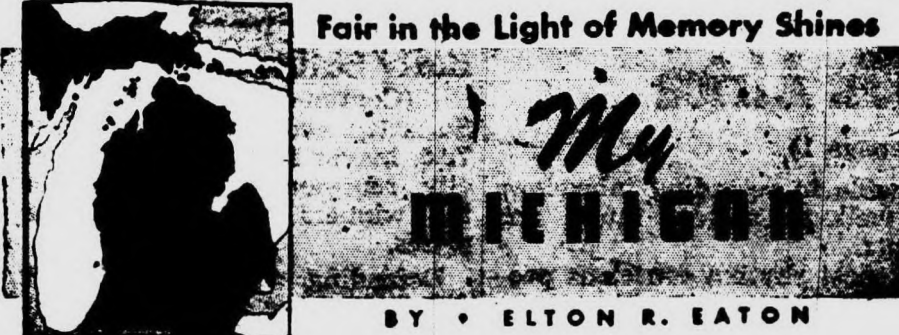 Fair in the Light of Memory Shines
My
MICHIGAN
BY • ELTON R. EATON